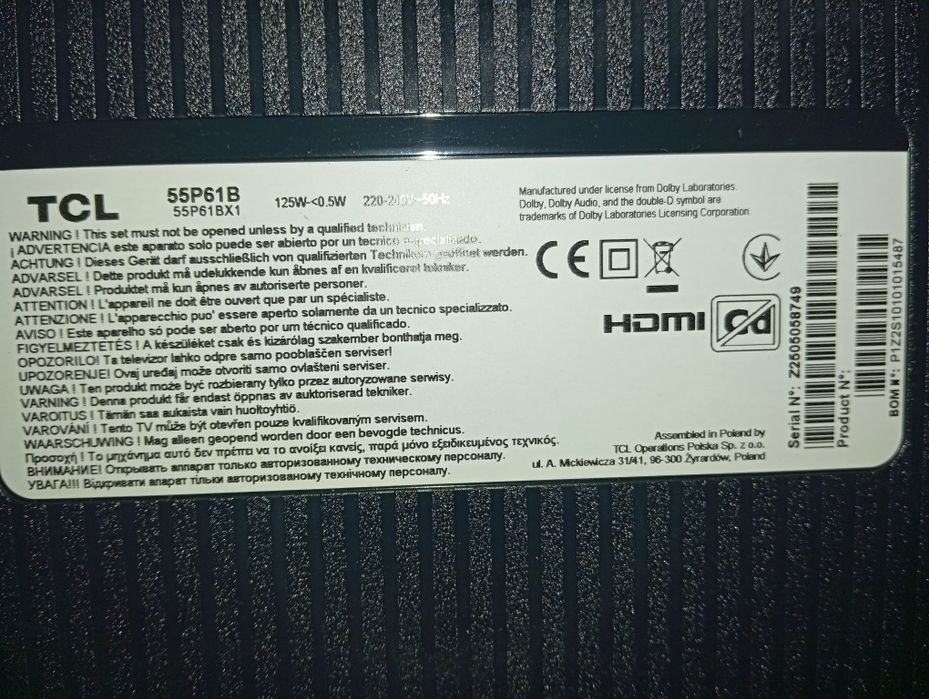 TCL
55P61B
55P61BX1
125W-<0.5W
220-240V~50Hz
Manufactured under license from Dolby Laboratories.
Dolby, Dolby Audio, and the double-D symbol are
trademarks of Dolby Laboratories Licensing Corporation
WARNING ! This set must not be opened unless by a qualified technician.
¡ ADVERTENCIA este aparato solo puede ser abierto por un tecnico especializado.
ACHTUNG ! Dieses Gerät darf ausschließlich von qualifizierten Technikern geöffnet werden.
ADVARSEL ! Dette produkt må udelukkende kun åbnes af en kvalificeret tekniker.
ADVARSEL ! Produktet må kun åpnes av autoriserte personer.
ATTENTION ! L'appareil ne doit être ouvert que par un spécialiste.
ATTENZIONE ! L'apparecchio puo' essere aperto solamente da un tecnico specializzato.
AVISO ! Este aparelho só pode ser aberto por um técnico qualificado.
FIGYELMEZTETÉS ! A készüléket csak és kizárólag szakember bonthatja meg.
OPOZORILO! Ta televizor lahko odpre samo pooblaščen serviser!
UPOZORENJE! Ovaj uređaj može otvoriti samo ovlašteni serviser.
UWAGA ! Ten produkt może być rozbierany tylko przez autoryzowane serwisy.
VARNING ! Denna produkt får endast öppnas av auktoriserad tekniker.
VAROITUS ! Tämän saa aukaista vain huoltoyhtiö.
VAROVÁNÍ ! Tento TV může být otevřen pouze kvalifikovaným servisem.
WAARSCHUWING ! Mag alleen geopend worden door een bevoegde technicus.
Προσοχή ! Το μηχάνημα αυτό δεν πρέπει να το ανοίξει κανείς, παρά μόνο εξειδικευμένος τεχνικός.
ВНИМАНИЕ! Открывать аппарат только авторизованному техническому персоналу.
УВАГА!!! Відкривати апарат тільки авторизованому технічному персоналу.
CE
HDMI
Cd
Assembled in Poland by
TCL Operations Polska Sp. z o.o.
ul. A. Mickiewicza 31/41, 96-300 Żyrardów, Poland
Serial N°: Z2505058749
Product N°:
BOM N°: P1Z2S10101015487